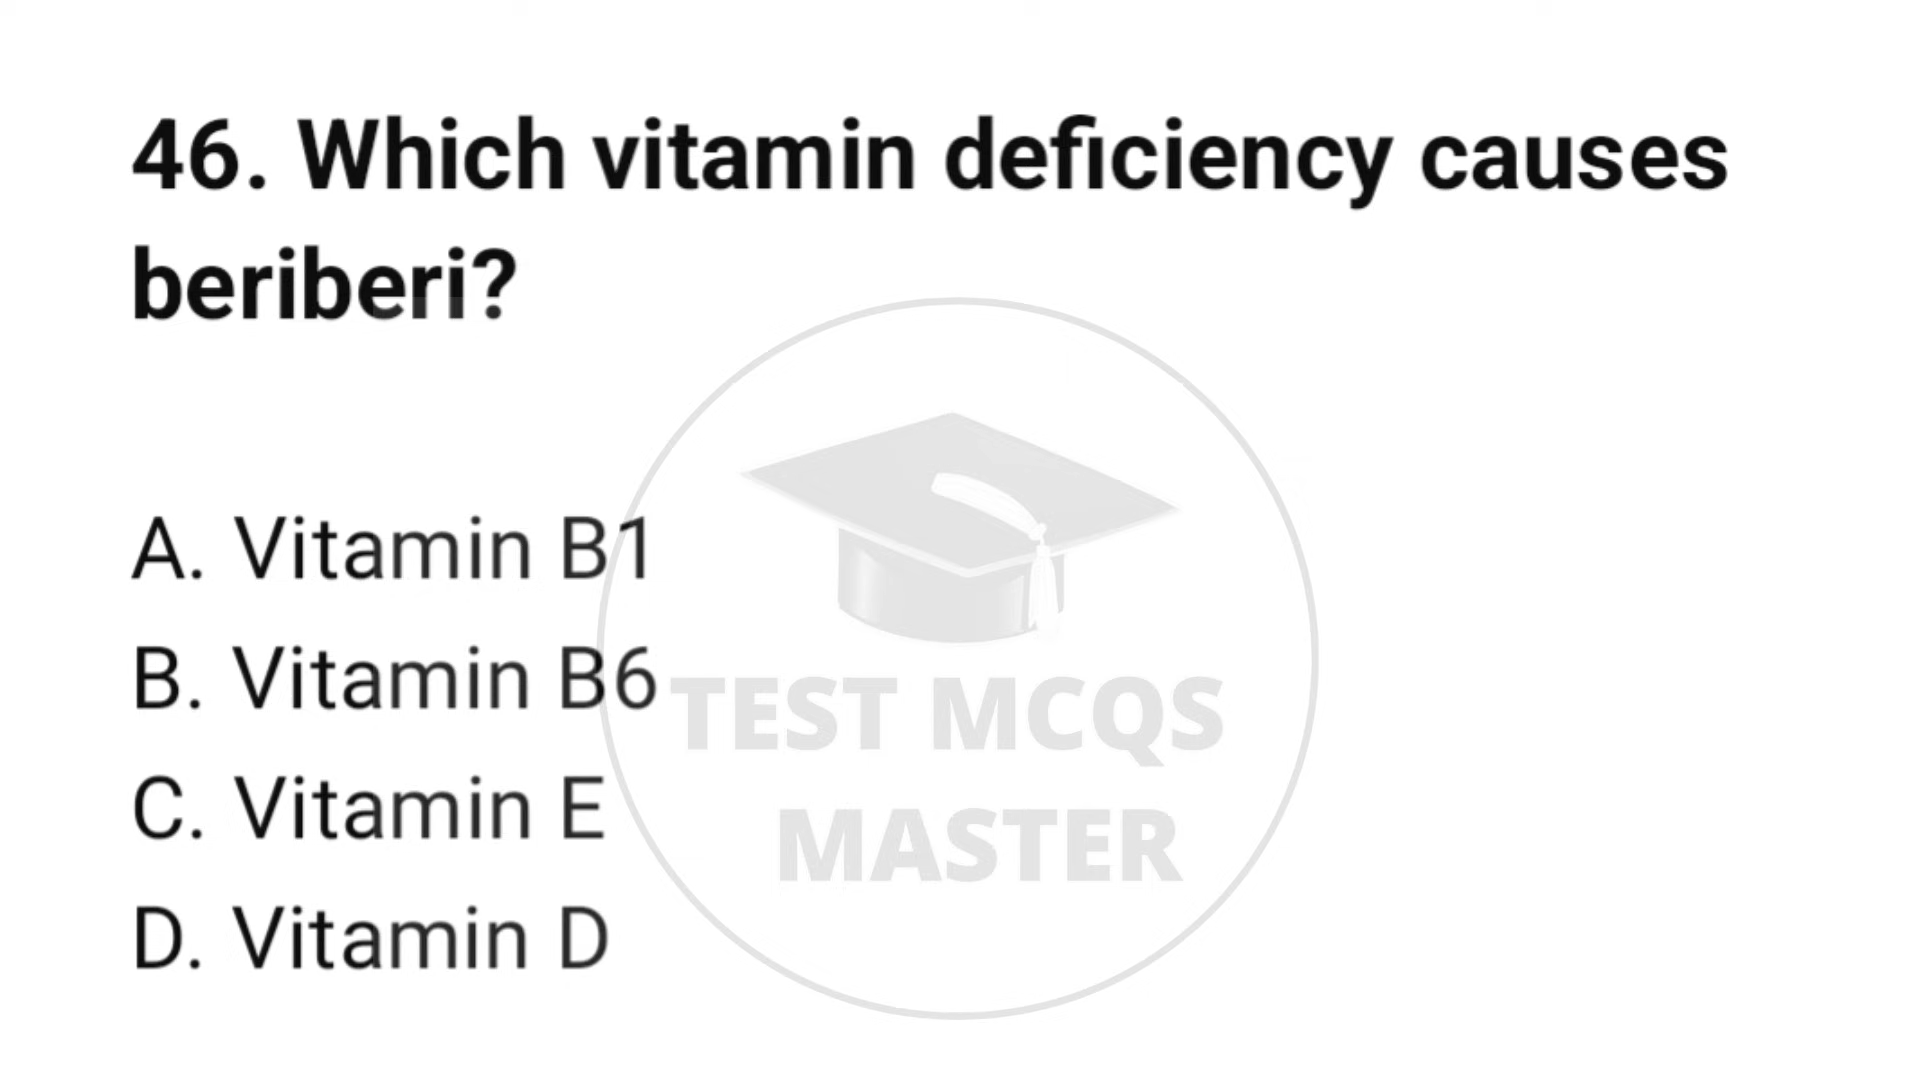 46. Which vitamin deficiency causes
beriberi?
A. Vitamin B1
B. Vitamin B6
C. Vitamin E
D. Vitamin D
TEST MCQS
MASTER